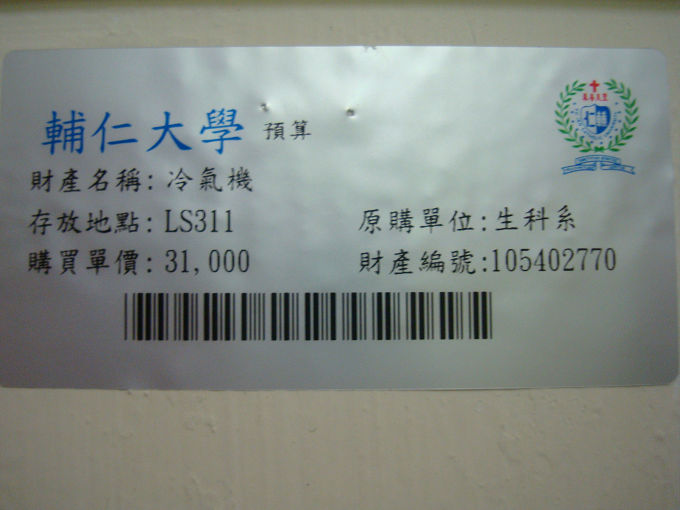 輔仁大學 預算
財產名稱: 冷氣機
存放地點: LS311 原購單位:生科系
購買單價: 31,000 財產編號:105402770